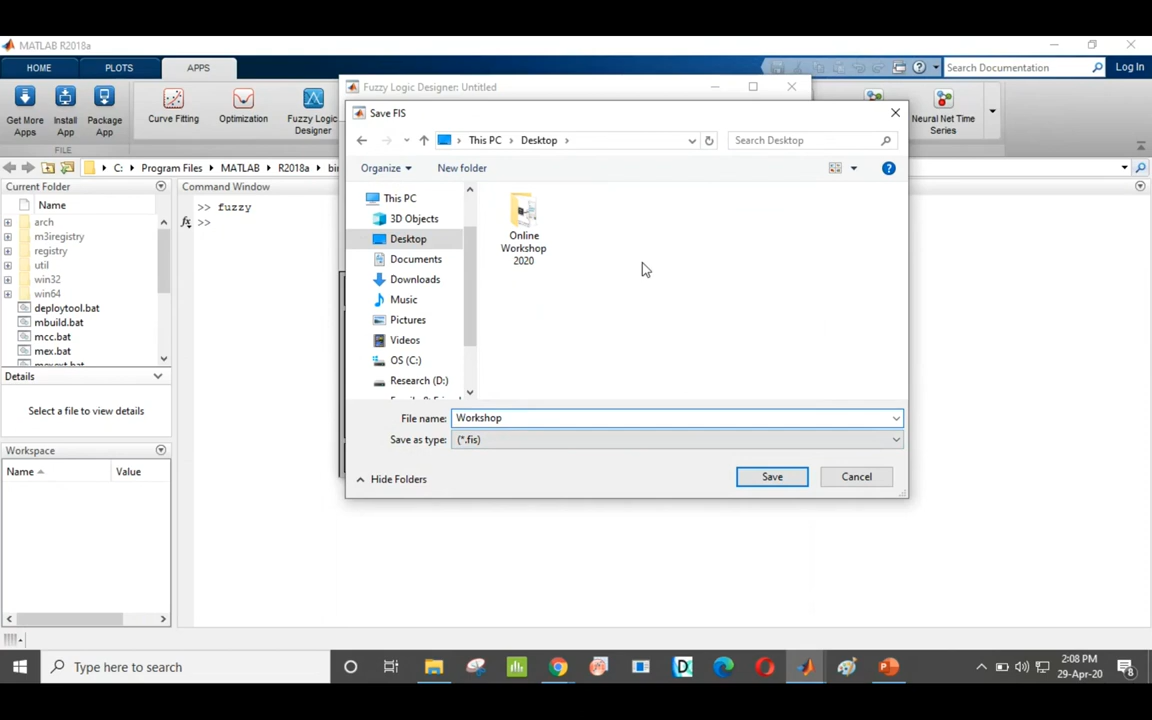 MATLAB R2018a
HOME
PLOTS
APPS
Search Documentation
Log In
Get More Apps
Install App
Package App
Curve Fitting
Optimization
Fuzzy Logic Designer
Neural Net Time Series
FILE
C:
Program Files
MATLAB
R2018a
Current Folder
Name
arch
m3iregistry
registry
util
win32
win64
deploytool.bat
mbuild.bat
mcc.bat
mex.bat
mexext.bat
Details
Select a file to view details
Workspace
Name
Value
Command Window
>> fuzzy
fx >>
Fuzzy Logic Designer: Untitled
Save FIS
This PC
Desktop
Search Desktop
Organize
New folder
This PC
3D Objects
Desktop
Documents
Downloads
Music
Pictures
Videos
OS (C:)
Research (D:)
Online
Workshop
2020
File name:
Workshop
Save as type:
(*.fis)
Hide Folders
Save
Cancel
Type here to search
2:08 PM
29-Apr-20
8